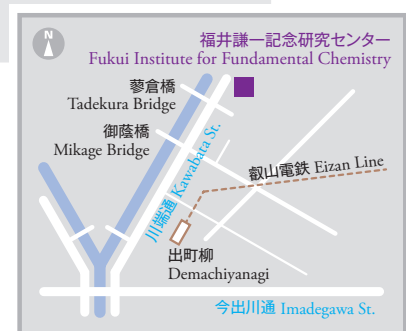 N
福井謙一記念研究センター
Fukui Institute for Fundamental Chemistry
蓼倉橋
Tadekura Bridge
御蔭橋
Mikage Bridge
川端通 Kawabata St.
叡山電鉄 Eizan Line
出町柳
Demachiyanagi
今出川通 Imadegawa St.